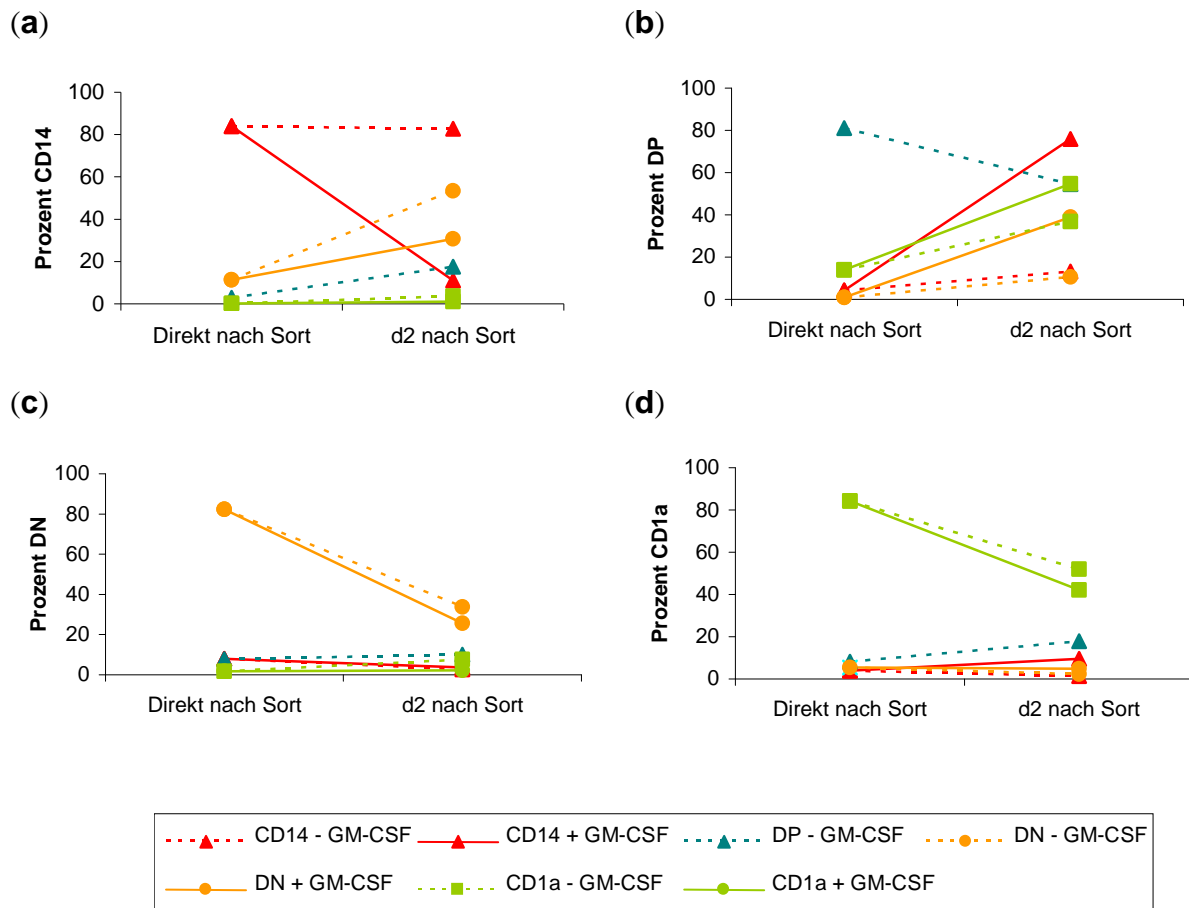 (a)
Prozent CD14
100
80
60
40
20
0
Direkt nach Sort d2 nach Sort
(b)
Prozent DP
100
80
60
40
20
0
Direkt nach Sort d2 nach Sort
(c)
Prozent DN
100
80
60
40
20
0
Direkt nach Sort d2 nach Sort
(d)
Prozent CD1a
100
80
60
40
20
0
Direkt nach Sort d2 nach Sort
CD14 - GM-CSF CD14 + GM-CSF DP - GM-CSF DN - GM-CSF
DN + GM-CSF CD1a - GM-CSF CD1a + GM-CSF